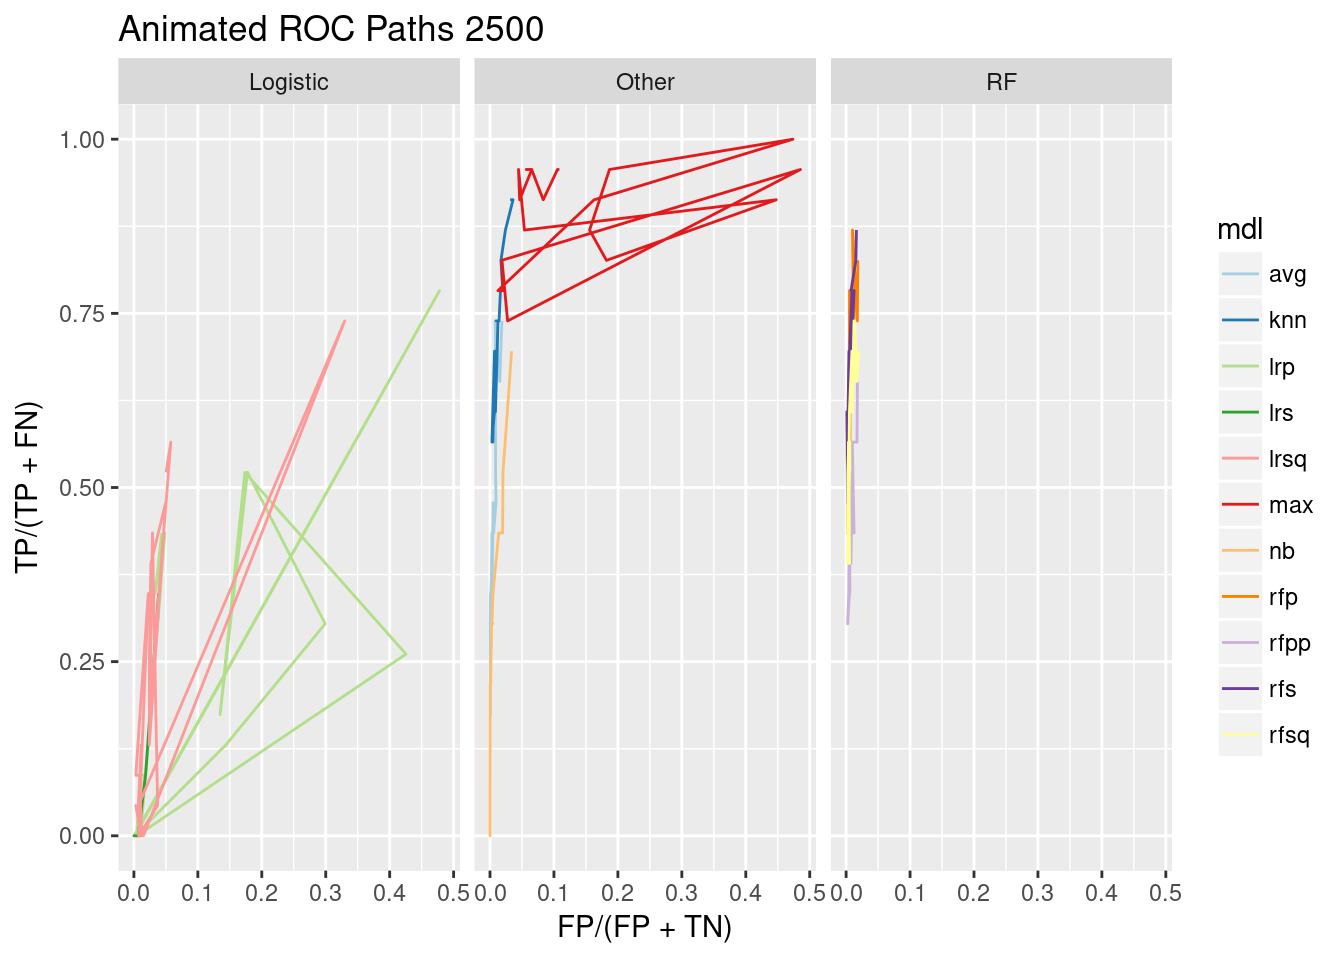 Animated ROC Paths 2500
Logistic Other RF
TP/(TP + FN)
1.00
0.75
0.50
0.25
0.00
0.0 0.1 0.2 0.3 0.4 0.5 0.0 0.1 0.2 0.3 0.4 0.5 0.0 0.1 0.2 0.3 0.4 0.5
FP/(FP + TN)
mdl
avg
knn
lrp
lrs
lrsq
max
nb
rfp
rfpp
rfs
rfsq